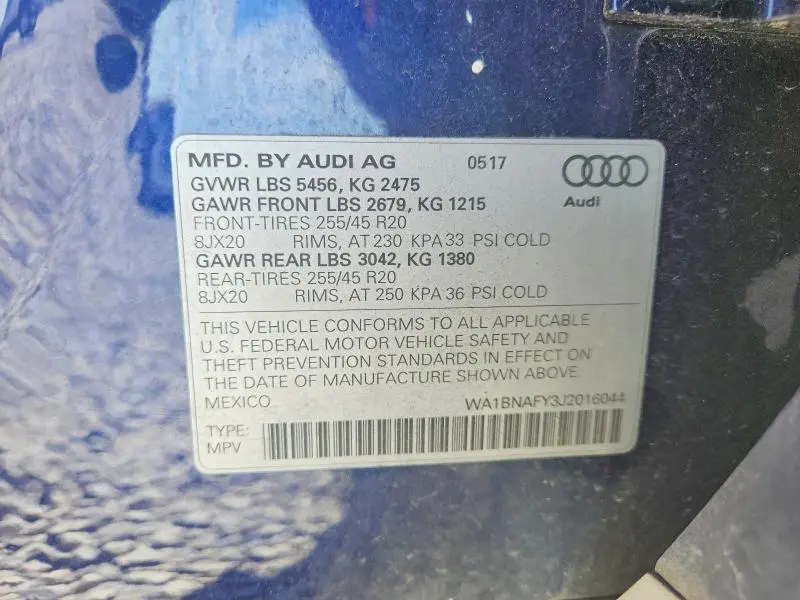 MFD. BY AUDI AG 0517
GVWR LBS 5456, KG 2475
GAWR FRONT LBS 2679, KG 1215
FRONT-TIRES 255/45 R20
8JX20 RIMS, AT 230 KPA 33 PSI COLD
GAWR REAR LBS 3042, KG 1380
REAR-TIRES 255/45 R20
8JX20 RIMS, AT 250 KPA 36 PSI COLD
Audi
THIS VEHICLE CONFORMS TO ALL APPLICABLE
U.S. FEDERAL MOTOR VEHICLE SAFETY AND
THEFT PREVENTION STANDARDS IN EFFECT ON
THE DATE OF MANUFACTURE SHOWN ABOVE.
MEXICO WA1BNAFY3J2016044
TYPE:
MPV